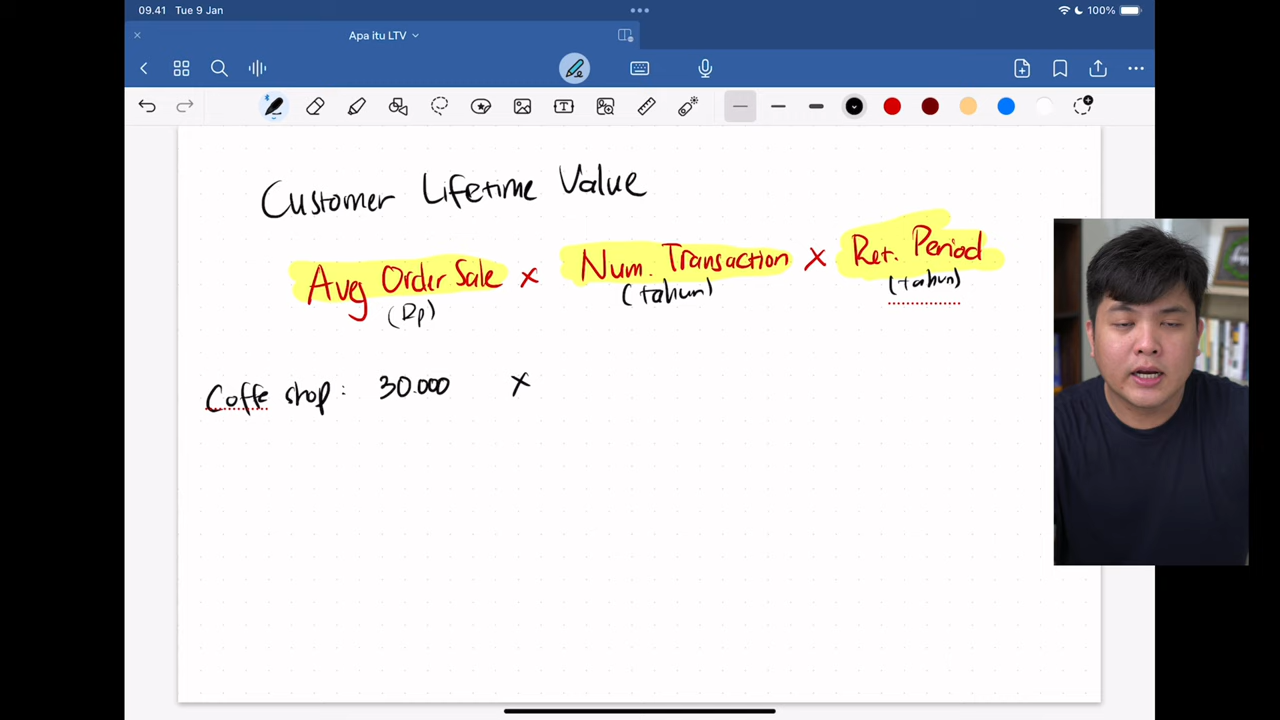 09.41 Tue 9 Jan
100%
Apa itu LTV
Customer Lifetime Value
Avg Order Sale x Num. Transaction x Ret. Period
(Rp) (tahun) (tahun)
Coffe shop : 30.000 x